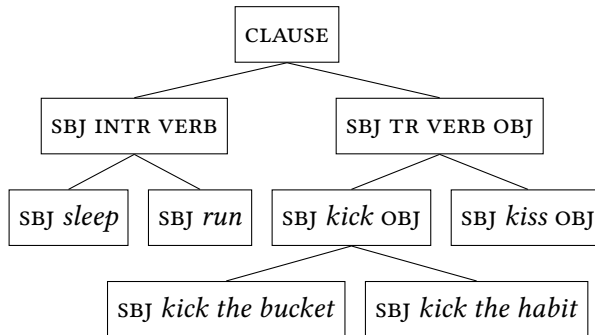 CLAUSE
SBJ INTR VERB
SBJ TR VERB OBJ
SBJ sleep
SBJ run
SBJ kick OBJ
SBJ kiss OBJ
SBJ kick the bucket
SBJ kick the habit